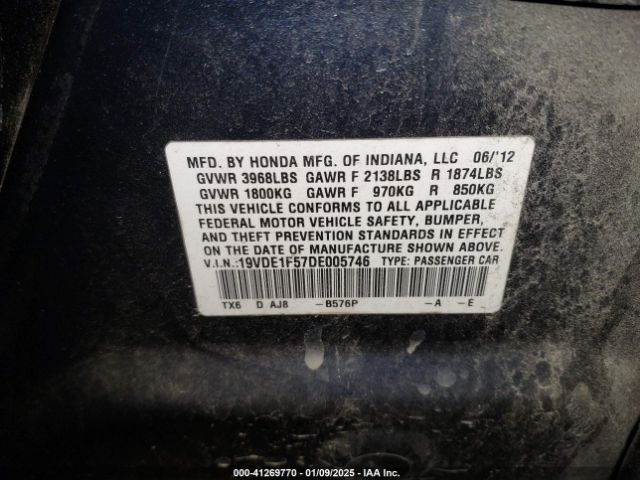 MFD. BY HONDA MFG. OF INDIANA, LLC 06/'12
GVWR 3968LBS GAWR F 2138LBS R 1874LBS
GVWR 1800KG GAWR F 970KG R 850KG
THIS VEHICLE CONFORMS TO ALL APPLICABLE
FEDERAL MOTOR VEHICLE SAFETY, BUMPER,
AND THEFT PREVENTION STANDARDS IN EFFECT
ON THE DATE OF MANUFACTURE SHOWN ABOVE.
V.I.N.:19VDE1F57DE005746 TYPE: PASSENGER CAR
TX6 D AJ8 –B576P –A –E
000-41269770 - 01/09/2025 - IAA Inc.